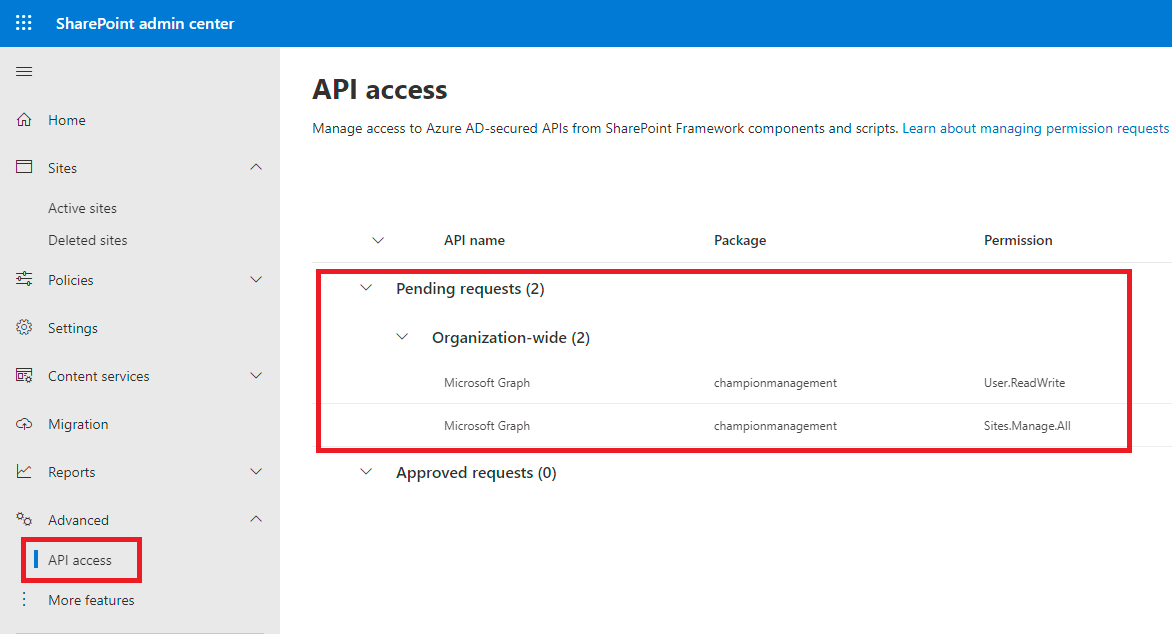 SharePoint admin center
Home
Sites
Active sites
Deleted sites
Policies
Settings
Content services
Migration
Reports
Advanced
API access
More features
API access
Manage access to Azure AD-secured APIs from SharePoint Framework components and scripts. Learn about managing permission requests
API name Package Permission
Pending requests (2)
Organization-wide (2)
Microsoft Graph championmanagement User.ReadWrite
Microsoft Graph championmanagement Sites.Manage.All
Approved requests (0)